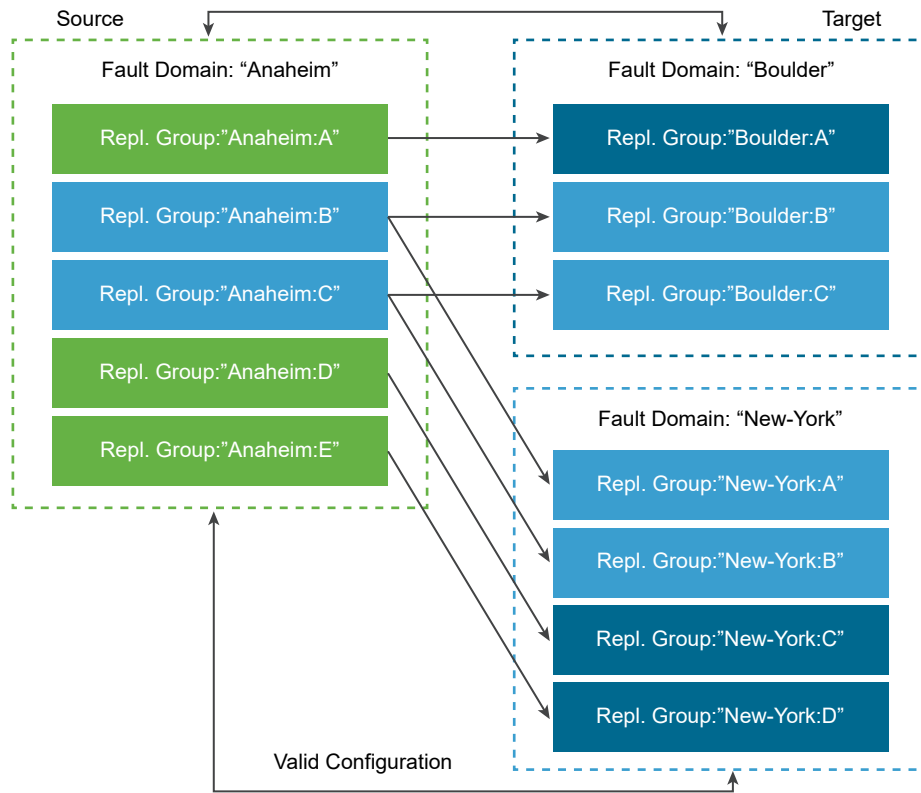 Source
Target
Fault Domain: “Anaheim”
Repl. Group:”Anaheim:A”
Repl. Group:”Anaheim:B”
Repl. Group:”Anaheim:C”
Repl. Group:”Anaheim:D”
Repl. Group:”Anaheim:E”
Fault Domain: “Boulder”
Repl. Group:”Boulder:A”
Repl. Group:”Boulder:B”
Repl. Group:”Boulder:C”
Fault Domain: “New-York”
Repl. Group:”New-York:A”
Repl. Group:”New-York:B”
Repl. Group:”New-York:C”
Repl. Group:”New-York:D”
Valid Configuration